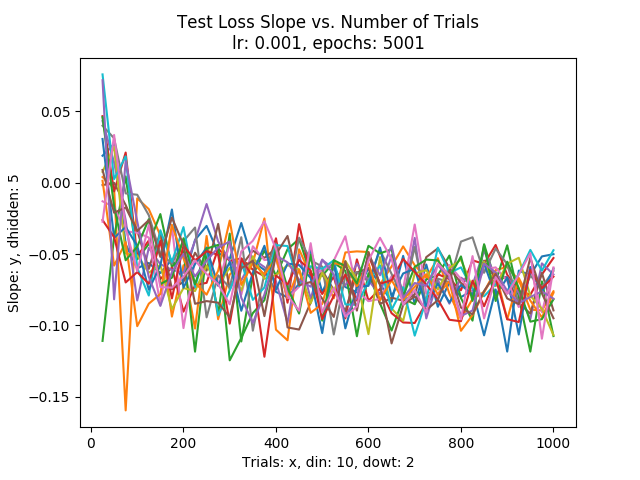 Test Loss Slope vs. Number of Trials
lr: 0.001, epochs: 5001
Slope: y, dhidden: 5
0.05
0.00
−0.05
−0.10
−0.15
0 200 400 600 800 1000
Trials: x, din: 10, dowt: 2